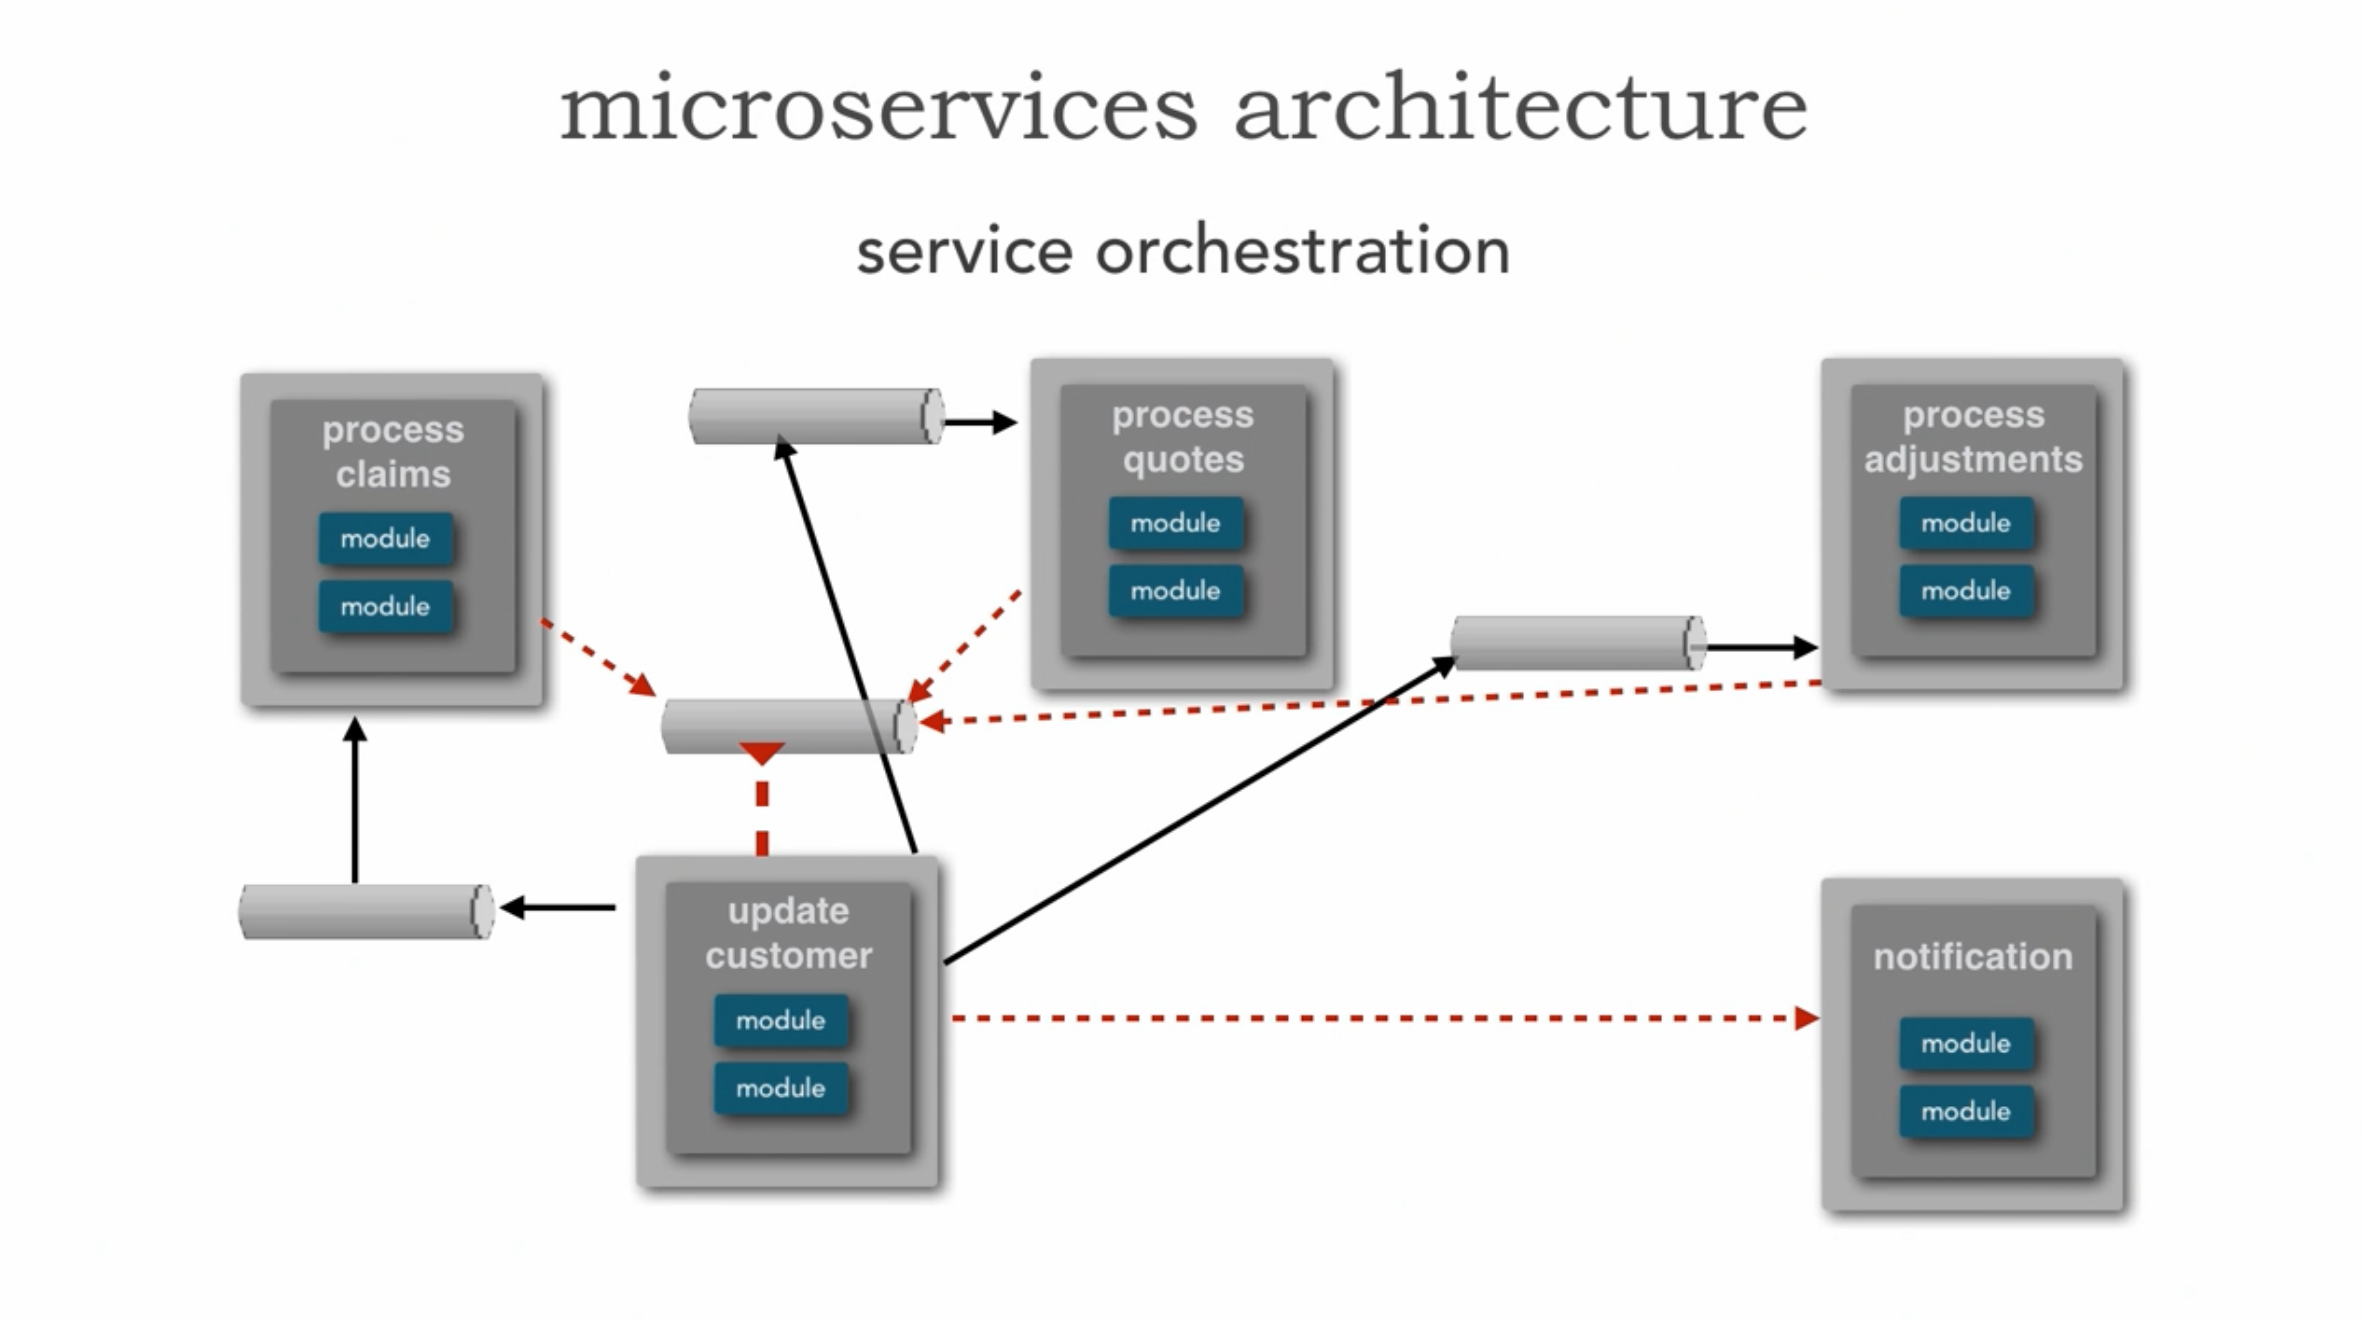 microservices architecture
service orchestration
process
claims
module
module
process
quotes
module
module
process
adjustments
module
module
update
customer
module
module
notification
module
module